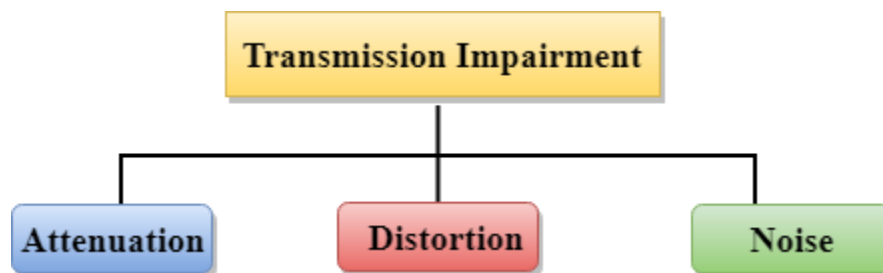 Transmission Impairment
Attenuation
Distortion
Noise